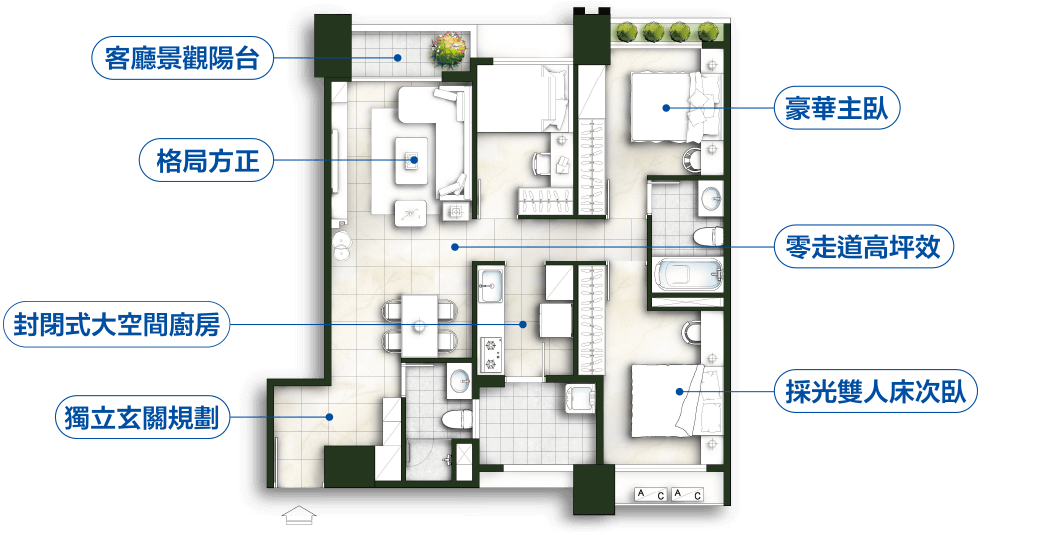 客廳景觀陽台
豪華主臥
格局方正
零走道高坪效
封閉式大空間廚房
採光雙人床次臥
獨立玄關規劃
A C A C